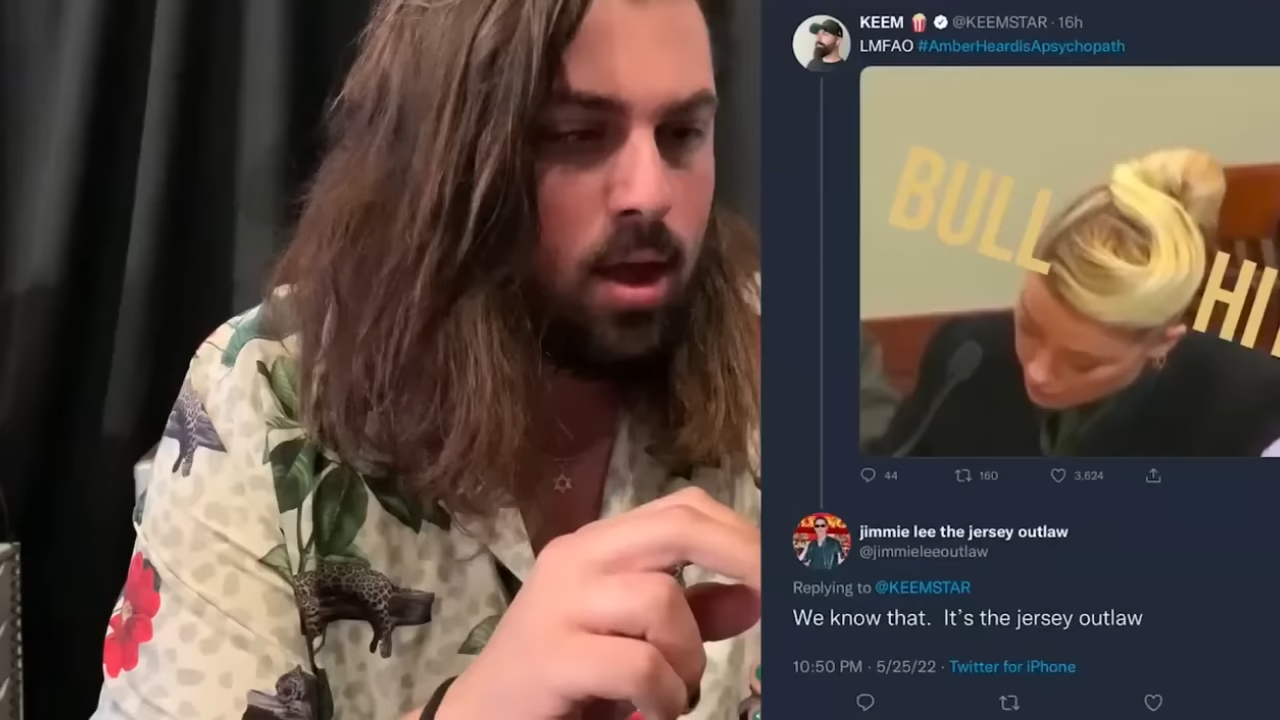 KEEM 🍿 @KEEMSTAR · 16h
LMFAO #AmberHeardIsApsychopath
BULL
HI
44 160 3,624
jimmie lee the jersey outlaw
@jimmieleeoutlaw
Replying to @KEEMSTAR
We know that. It's the jersey outlaw
10:50 PM · 5/25/22 · Twitter for iPhone